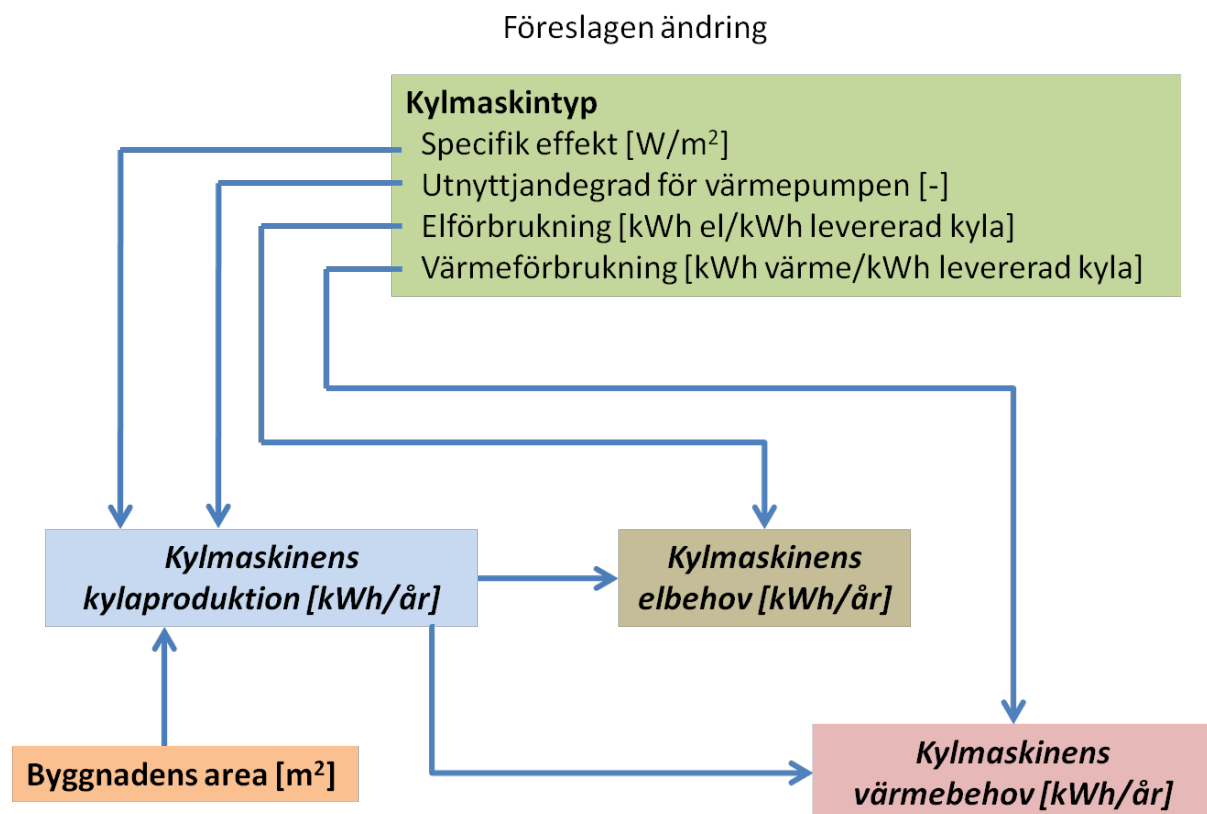 Föreslagen ändring
Kylmaskintyp
Specifik effekt [W/m²]
Utnyttjandegrad för värmepumpen [-]
Elförbrukning [kWh el/kWh levererad kyla]
Värmeförbrukning [kWh värme/kWh levererad kyla]
Kylmaskinens
kylaproduktion [kWh/år]
Kylmaskinens
elbehov [kWh/år]
Byggnadens area [m²]
Kylmaskinens
värmebehov [kWh/år]